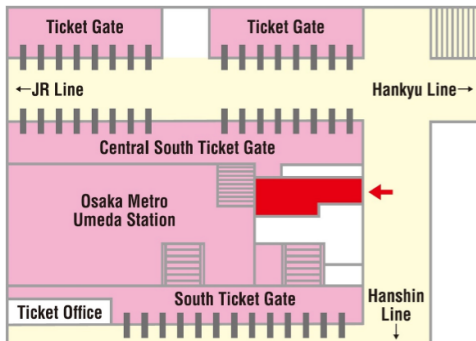 Ticket Gate
Ticket Gate
←JR Line
Hankyu Line→
Central South Ticket Gate
Osaka Metro
Umeda Station
South Ticket Gate
Ticket Office
Hanshin
Line
↓